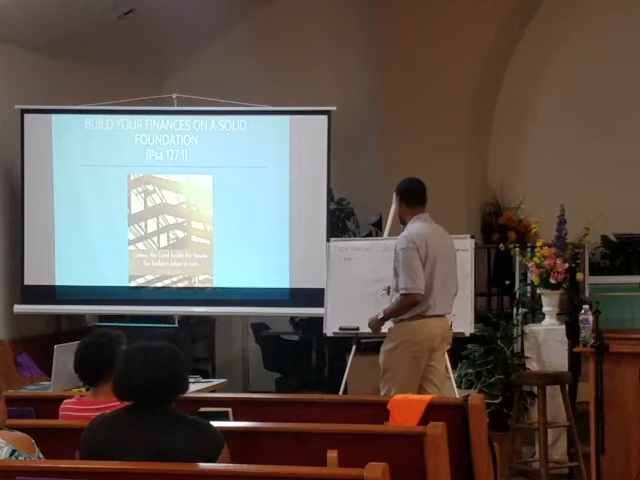 BUILD YOUR FINANCES ON A SOLID
FOUNDATION
(Psa 127:1)
Unless the Lord builds the house,
the builders labor in vain.